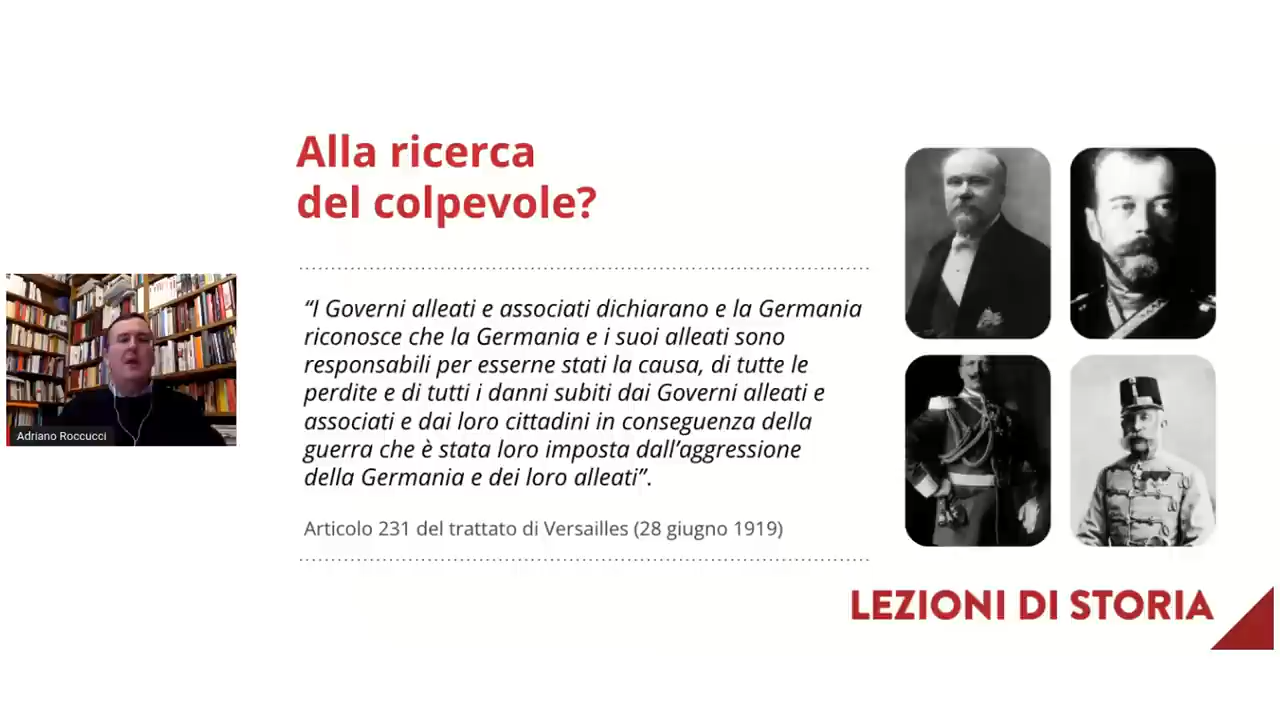 Alla ricerca
del colpevole?
“I Governi alleati e associati dichiarano e la Germania
riconosce che la Germania e i suoi alleati sono
responsabili per esserne stati la causa, di tutte le
perdite e di tutti i danni subiti dai Governi alleati e
associati e dai loro cittadini in conseguenza della
guerra che è stata loro imposta dall’aggressione
della Germania e dei loro alleati”.
Articolo 231 del trattato di Versailles (28 giugno 1919)
Adriano Roccucci
LEZIONI DI STORIA